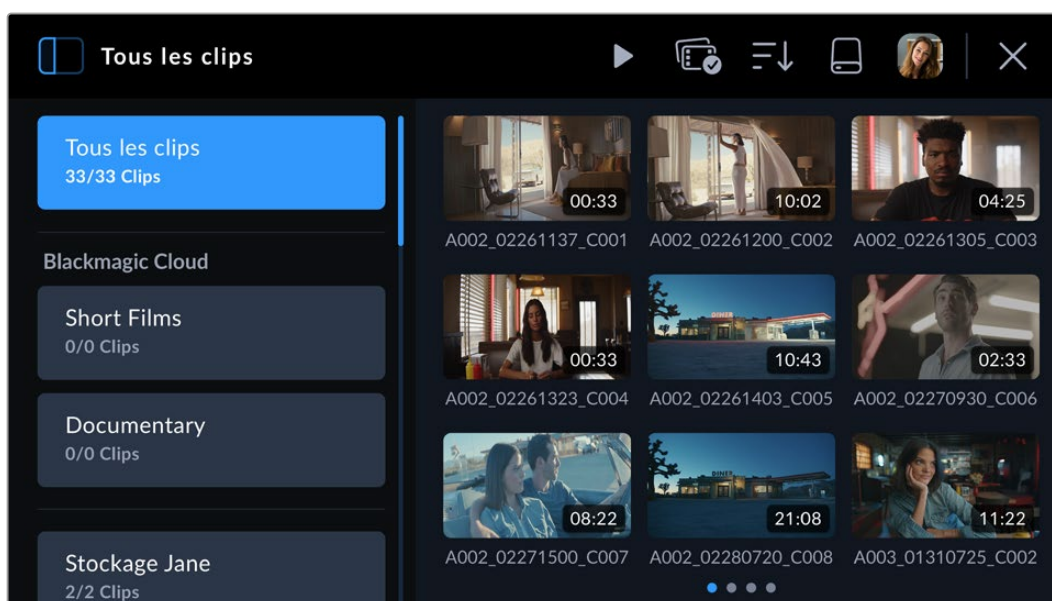 Tous les clips
Tous les clips
33/33 Clips
Blackmagic Cloud
Short Films
0/0 Clips
Documentary
0/0 Clips
Stockage Jane
2/2 Clips
00:33
10:02
04:25
A002_02261137_C001
A002_02261200_C002
A002_02261305_C003
DINER
00:33
10:43
02:33
A002_02261323_C004
A002_02261403_C005
A002_02270930_C006
DINER
08:22
21:08
11:22
A002_02271500_C007
A002_02280720_C008
A003_01310725_C002